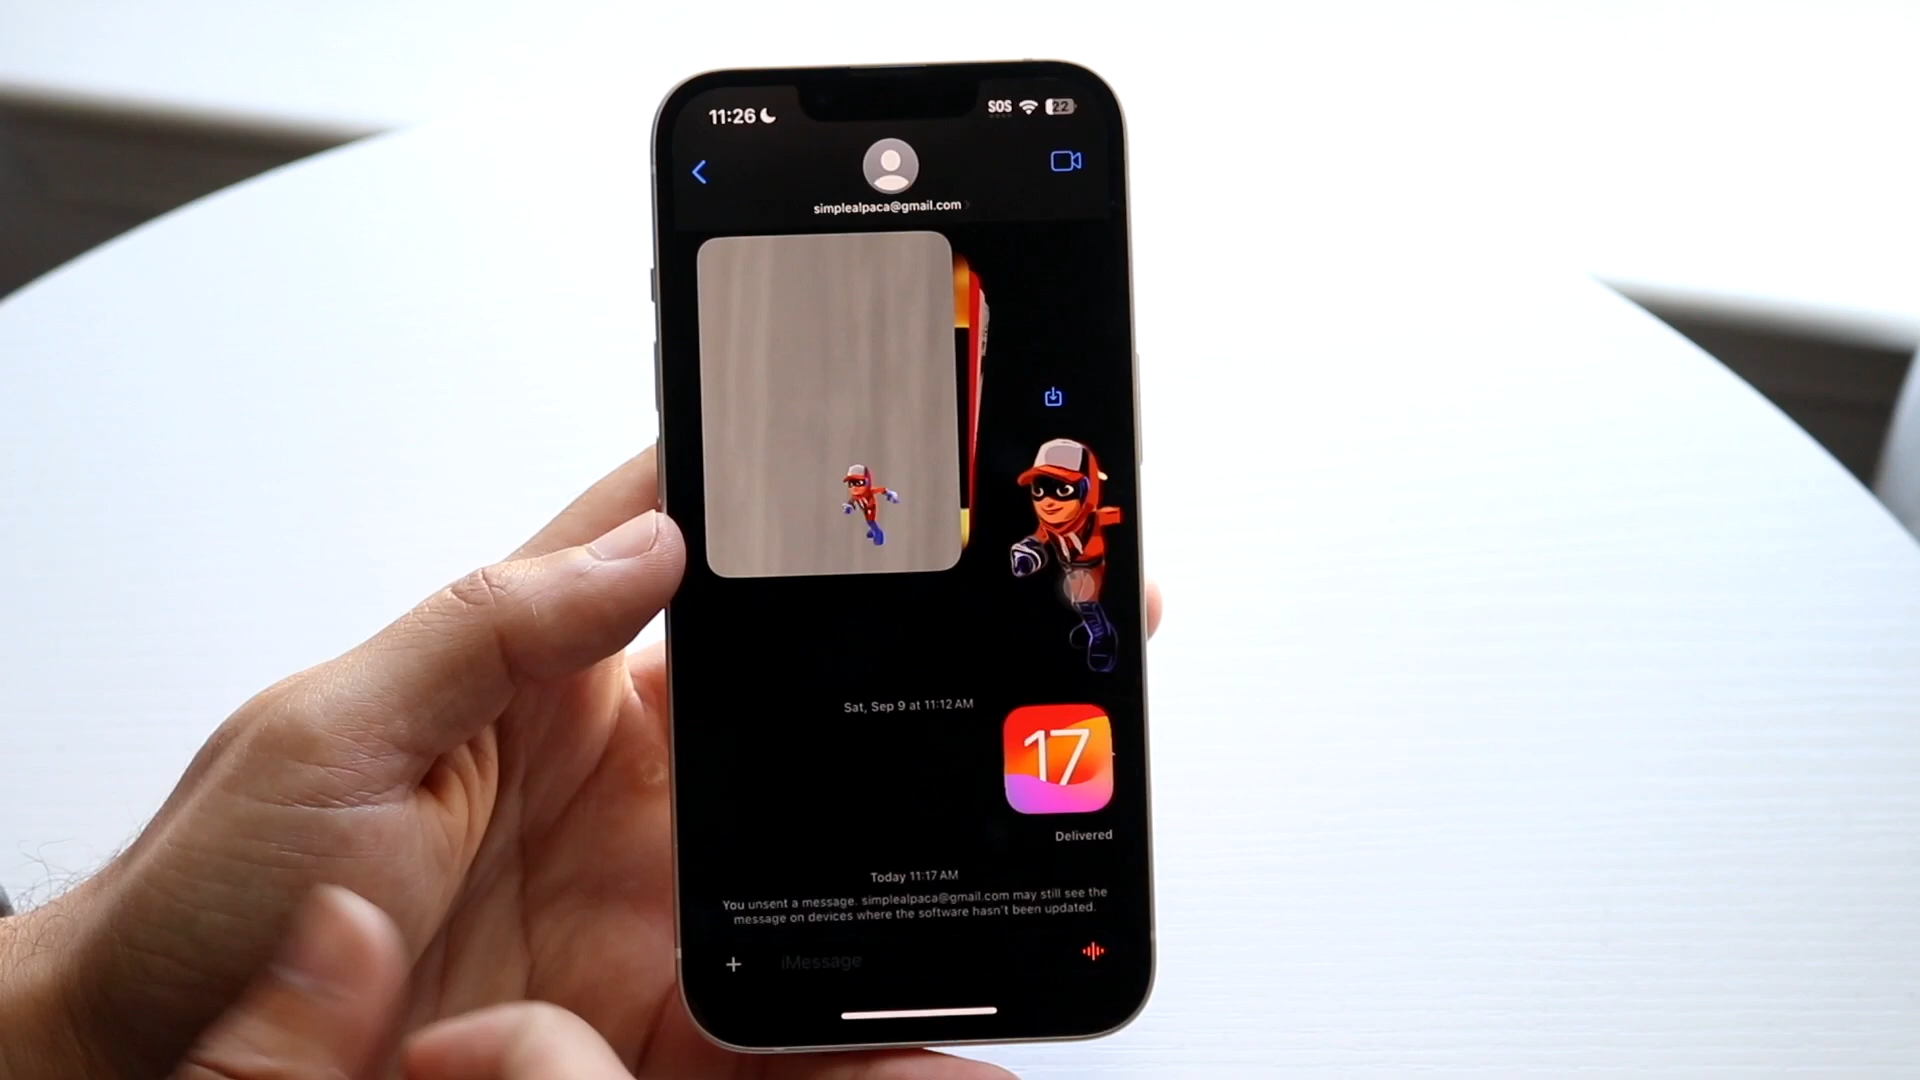 11:26
SOS
22
simplealpaca@gmail.com
Sat, Sep 9 at 11:12 AM
17
Delivered
Today 11:17 AM
You unsent a message. simplealpaca@gmail.com may still see the
message on devices where the software hasn't been updated.
iMessage